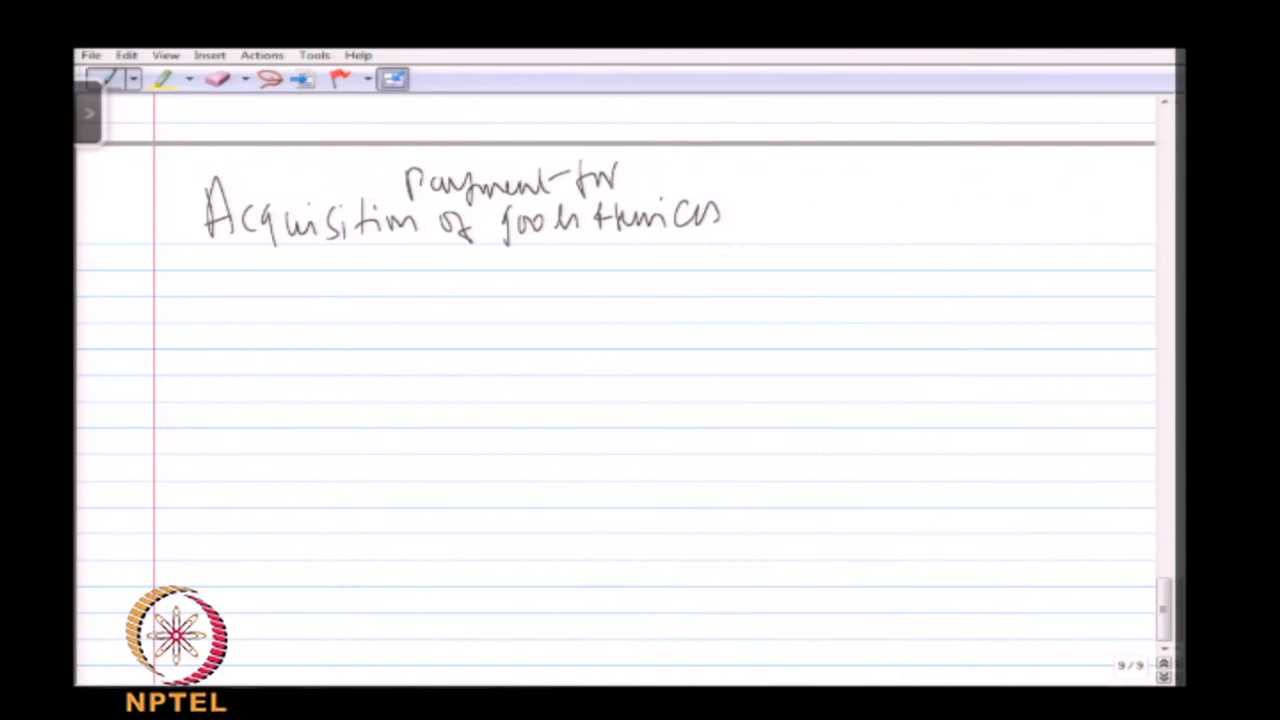 File Edit View Insert Actions Tools Help
payment for
Acquisition of goods & services
9/9
NPTEL